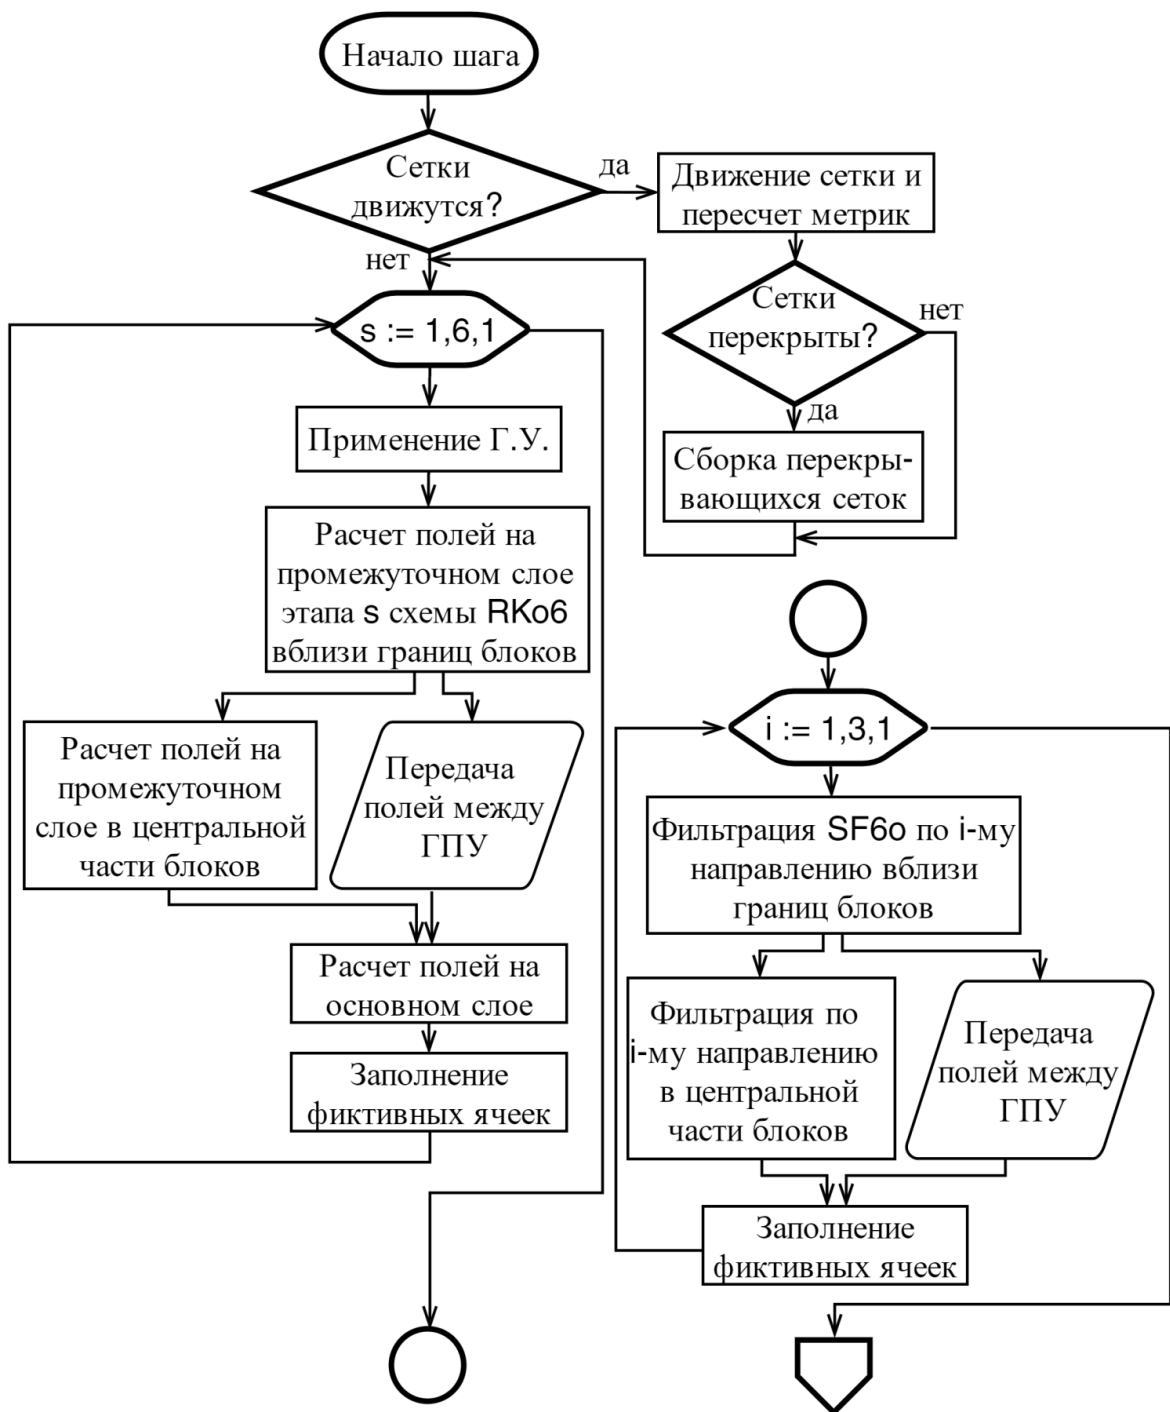 Начало шага
Сетки
движутся?
да
Движение сетки и
пересчет метрик
нет
Сетки
перекрыты?
нет
да
Сборка перекры-
вающихся сеток
s := 1,6,1
Применение Г.У.
Расчет полей на
промежуточном слое
этапа s схемы RKo6
вблизи границ блоков
Расчет полей на
промежуточном
слое в центральной
части блоков
Передача
полей между
ГПУ
Расчет полей на
основном слое
Заполнение
фиктивных ячеек
i := 1,3,1
Фильтрация SF6o по i-му
направлению вблизи
границ блоков
Фильтрация по
i-му направлению
в центральной
части блоков
Передача
полей между
ГПУ
Заполнение
фиктивных ячеек